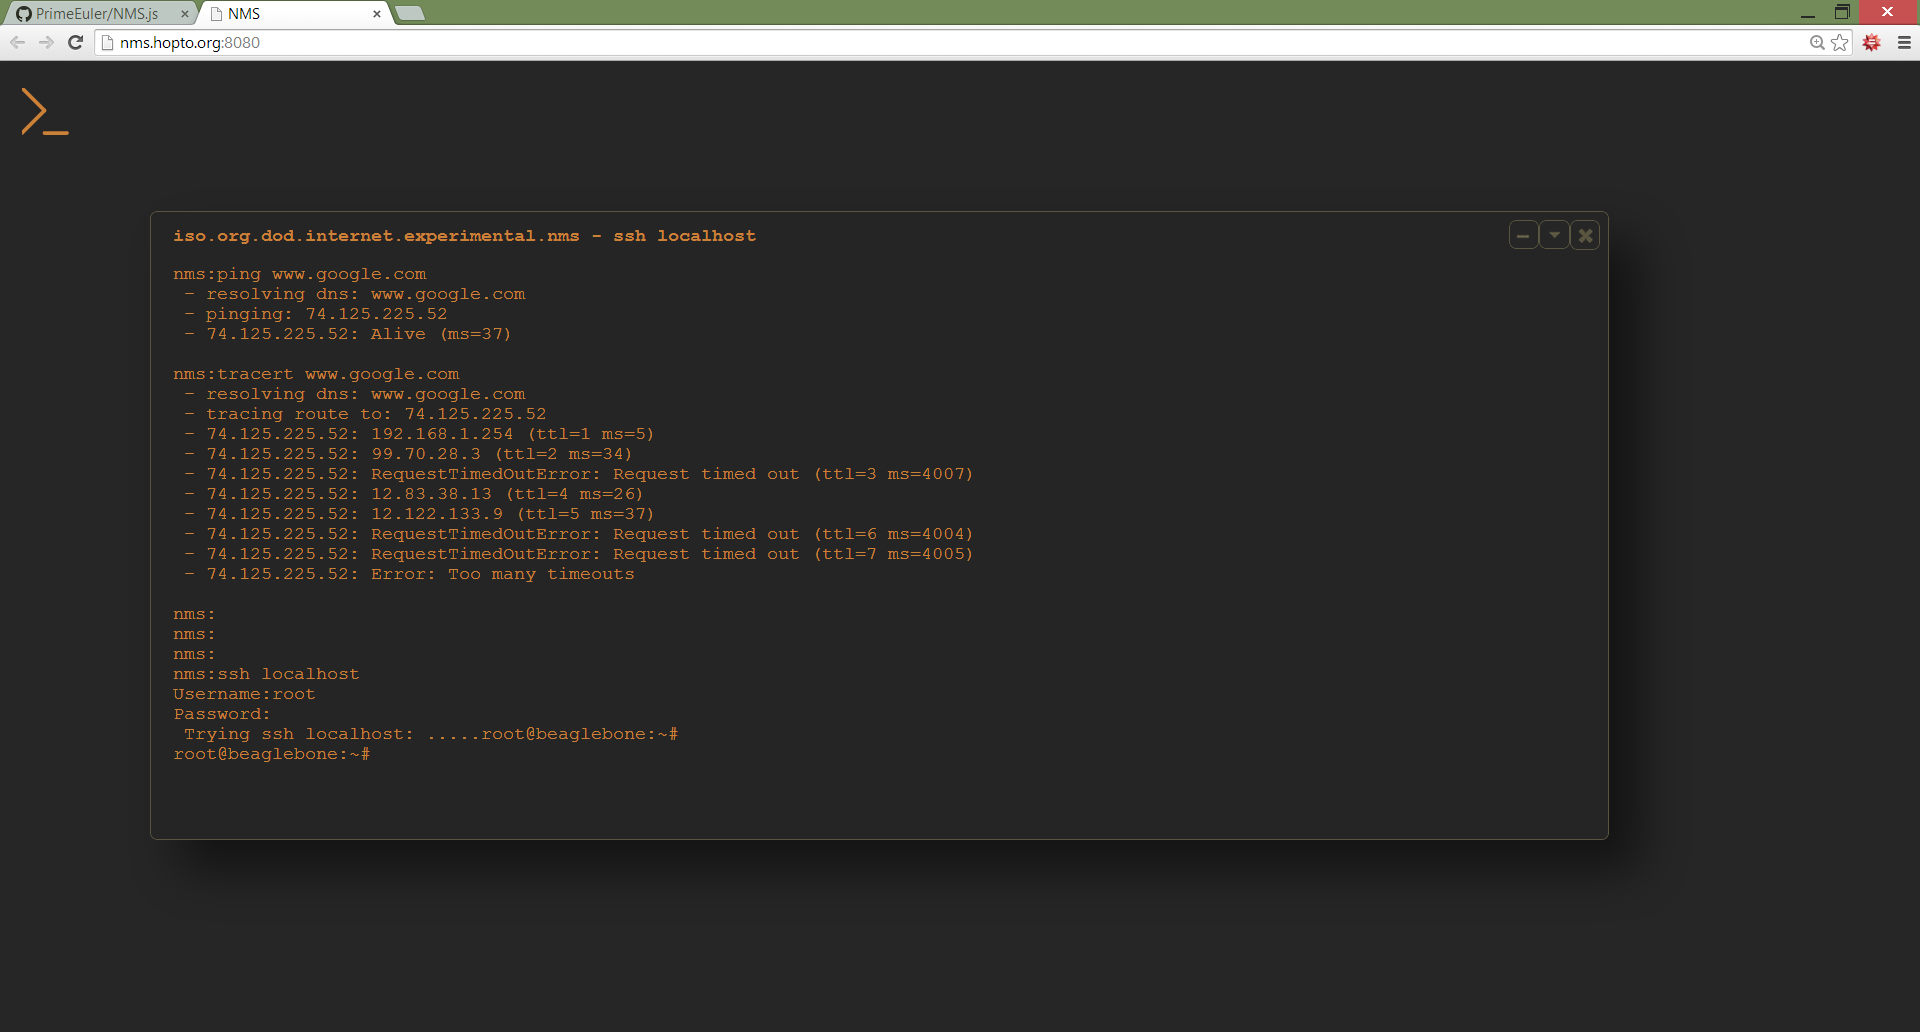 PrimeEuler/NMS.js
NMS
nms.hopto.org:8080
>_
iso.org.dod.internet.experimental.nms - ssh localhost
nms:ping www.google.com
- resolving dns: www.google.com
- pinging: 74.125.225.52
- 74.125.225.52: Alive (ms=37)
nms:tracert www.google.com
- resolving dns: www.google.com
- tracing route to: 74.125.225.52
- 74.125.225.52: 192.168.1.254 (ttl=1 ms=5)
- 74.125.225.52: 99.70.28.3 (ttl=2 ms=34)
- 74.125.225.52: RequestTimedOutError: Request timed out (ttl=3 ms=4007)
- 74.125.225.52: 12.83.38.13 (ttl=4 ms=26)
- 74.125.225.52: 12.122.133.9 (ttl=5 ms=37)
- 74.125.225.52: RequestTimedOutError: Request timed out (ttl=6 ms=4004)
- 74.125.225.52: RequestTimedOutError: Request timed out (ttl=7 ms=4005)
- 74.125.225.52: Error: Too many timeouts
nms:
nms:
nms:
nms:ssh localhost
Username:root
Password:
Trying ssh localhost: .....root@beaglebone:~#
root@beaglebone:~#